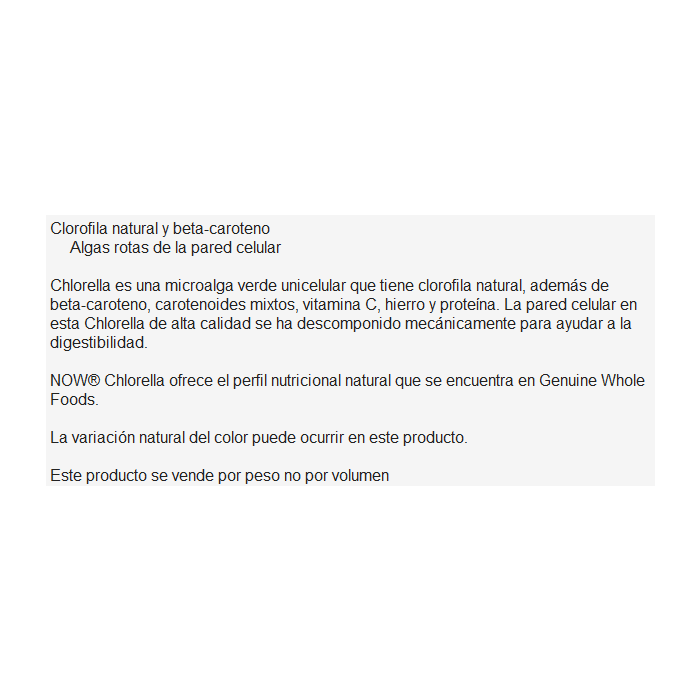 Clorofila natural y beta-caroteno
Algas rotas de la pared celular
Chlorella es una microalga verde unicelular que tiene clorofila natural, además de
beta-caroteno, carotenoides mixtos, vitamina C, hierro y proteína. La pared celular en
esta Chlorella de alta calidad se ha descomponido mecánicamente para ayudar a la
digestibilidad.
NOW® Chlorella ofrece el perfil nutricional natural que se encuentra en Genuine Whole
Foods.
La variación natural del color puede ocurrir en este producto.
Este producto se vende por peso no por volumen